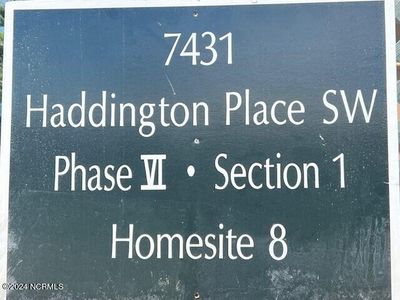 7431
Haddington Place SW
Phase VI • Section 1
Homesite 8
© 2024 NCRMLS